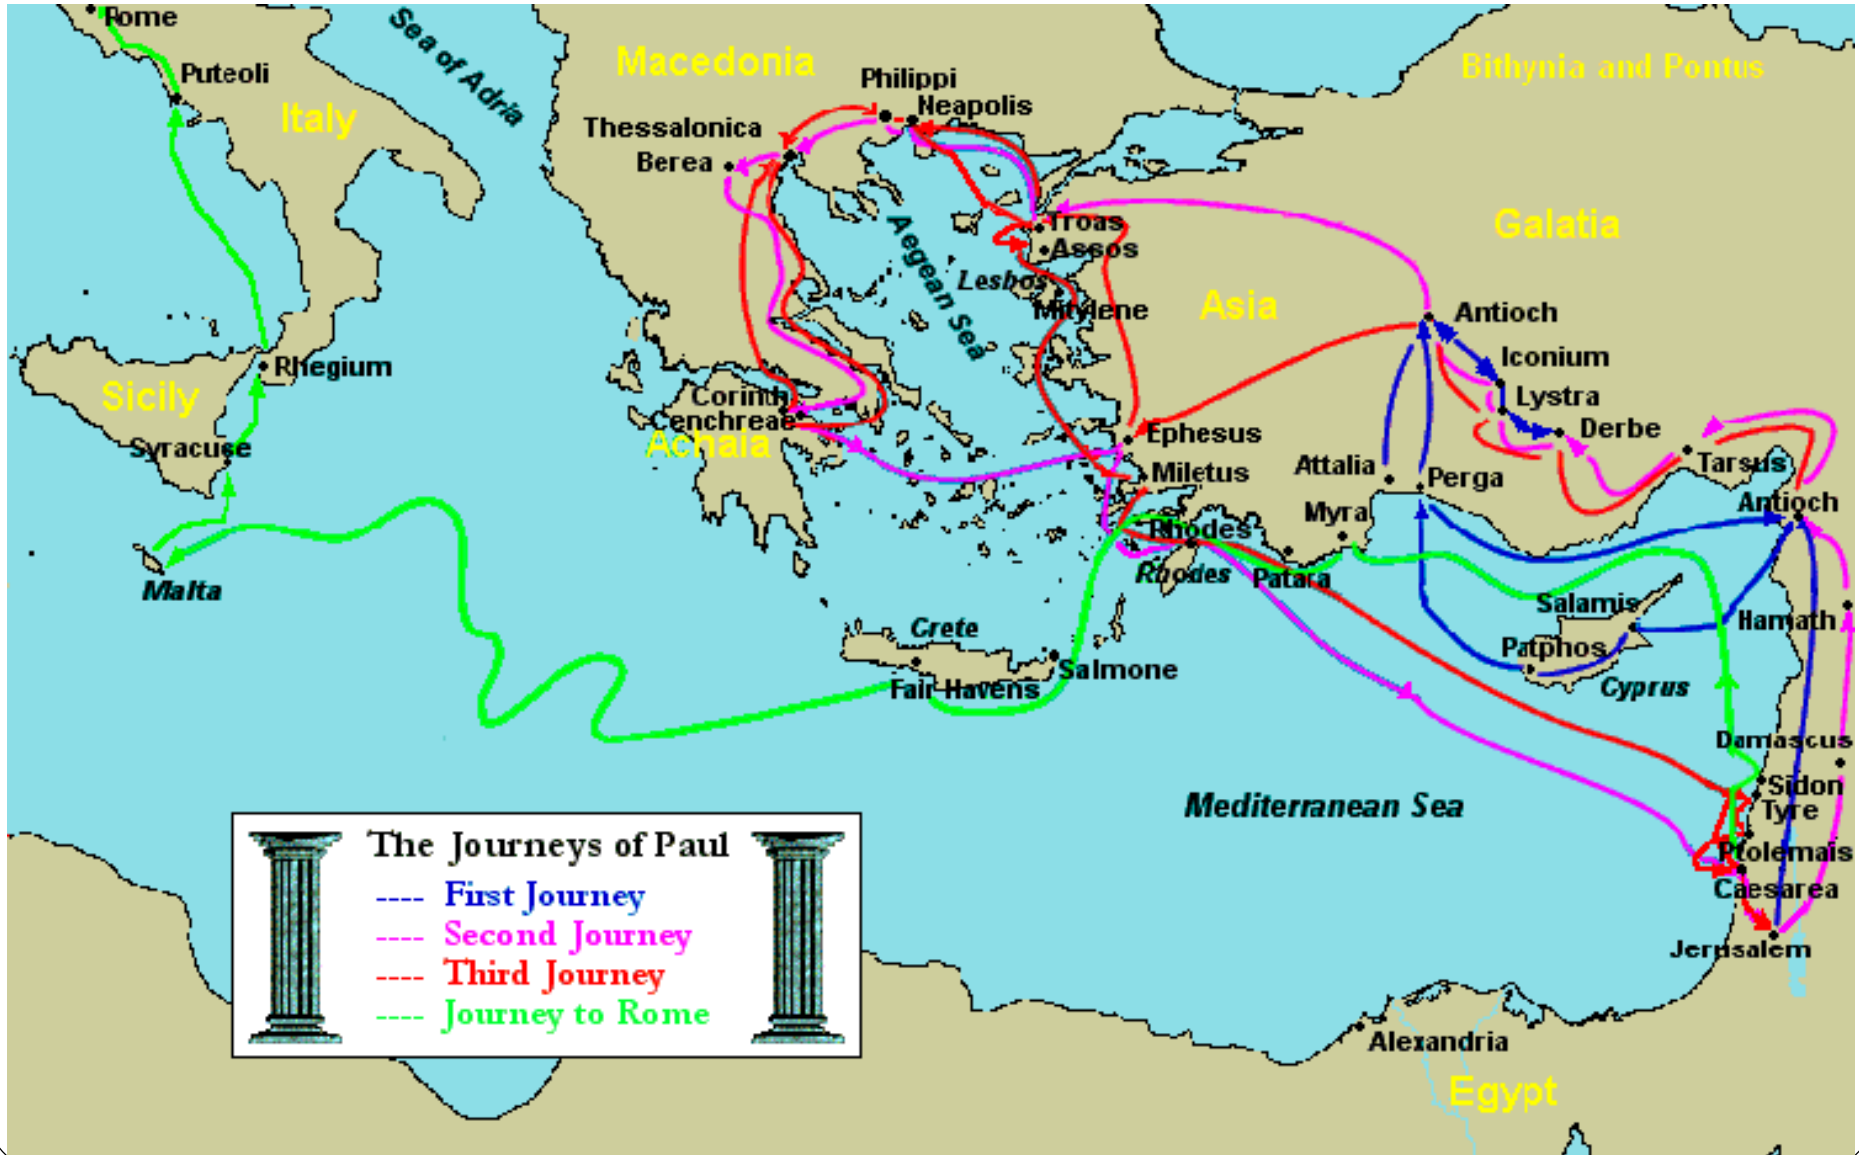 Rome
Sea of Adria
Macedonia
Bithynia and Pontus
Puteoli
Philippi
Neapolis
Italy
Thessalonica
Berea
Aegean Sea
Troas
Galatia
Assos
Lesbos
Mitylene
Asia
Antioch
Iconium
Rhegium
Sicily
Corinth
Lystra
Cenchreae
Achaia
Ephesus
Derbe
Syracuse
Miletus
Attalia
Perga
Tarsus
Antioch
Myra
Rhodes
Rhodes
Patara
Malta
Salamis
Hamath
Crete
Patphos
Salmone
Fair Havens
Cyprus
Damascus
Sidon
Mediterranean Sea
Tyre
Ptolemais
Caesarea
Jerusalem
The Journeys of Paul
---- First Journey
---- Second Journey
---- Third Journey
---- Journey to Rome
Alexandria
Egypt